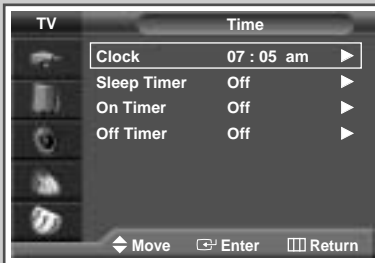 TV Time
Clock 07 : 05 am
Sleep Timer Off
On Timer Off
Off Timer Off
Move Enter Return